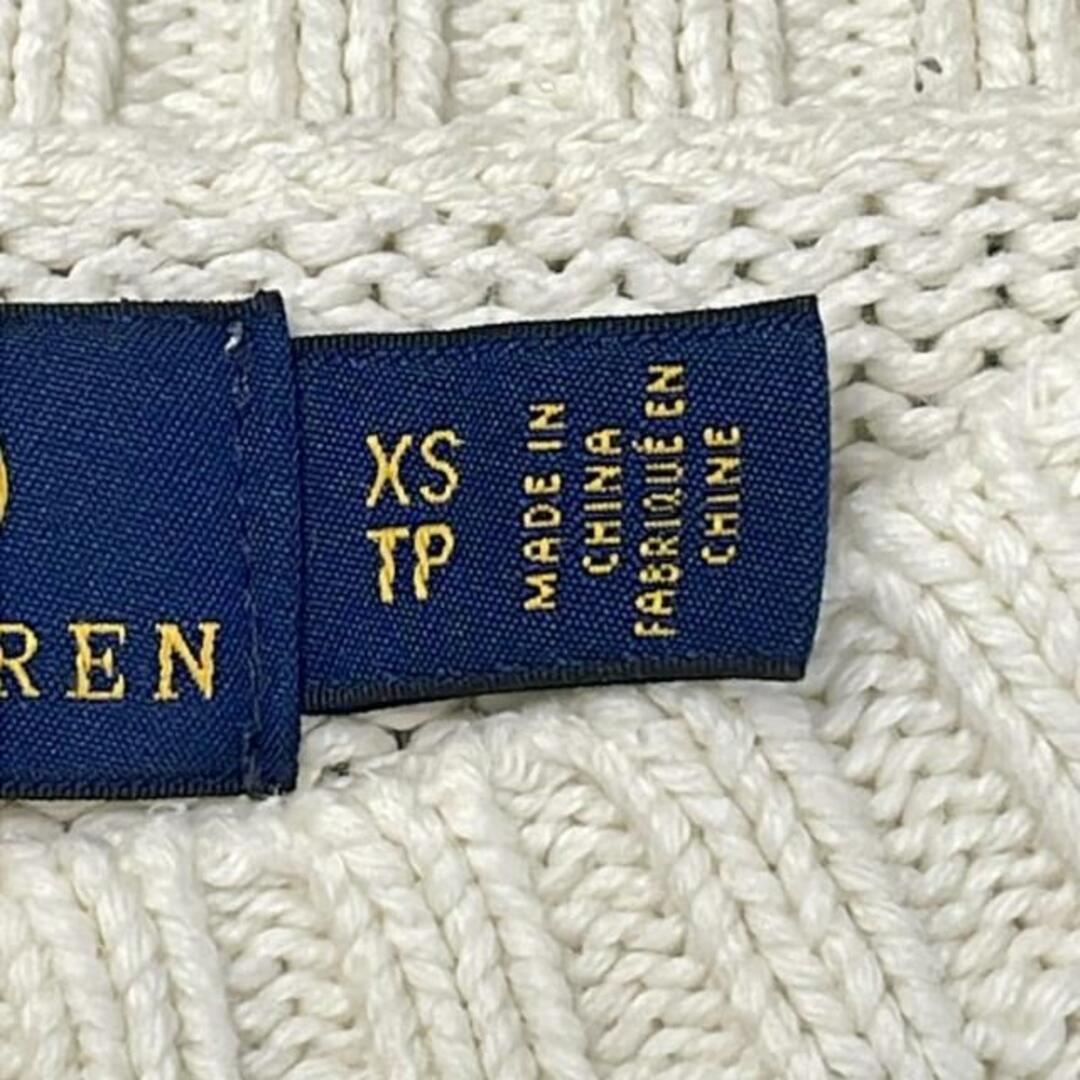 REN
XS
TP
MADE IN
CHINA
FABRIQUÉ EN
CHINE